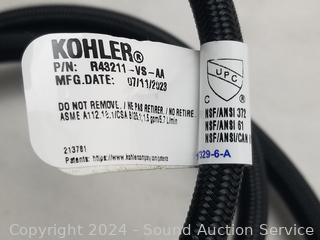 KOHLER®
P/N: R43211-VS-AA
MFG.DATE: 07/11/2023
DO NOT REMOVE. / NE PAS RETIRER. / NO RETIRE
ASME A112.18.1/CSA B125.1; 1.5 gpm/5.7 L/min
213781
Patents: https://www.kohlercompany.com/patents
UPC
C ®
NSF/ANSI 372
NSF/ANSI 61
NSF/ANSI/CAN
329-6-A
Copyright © 2024 - Sound Auction Service